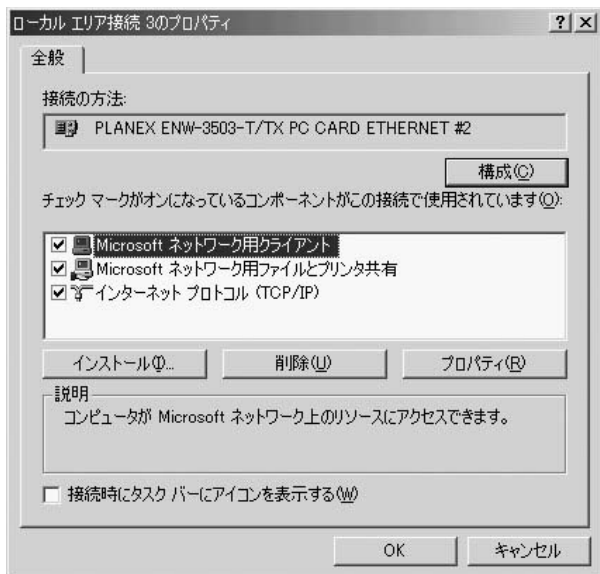 ローカル エリア接続 3のプロパティ
全般
接続の方法:
PLANEX ENW-3503-T/TX PC CARD ETHERNET #2
構成(C)
チェック マークがオンになっているコンポーネントがこの接続で使用されています(O):
Microsoft ネットワーク用クライアント
Microsoft ネットワーク用ファイルとプリンタ共有
インターネット プロトコル (TCP/IP)
インストール(I)... 削除(U) プロパティ(R)
説明
コンピュータが Microsoft ネットワーク上のリソースにアクセスできます。
接続時にタスク バーにアイコンを表示する(W)
OK キャンセル